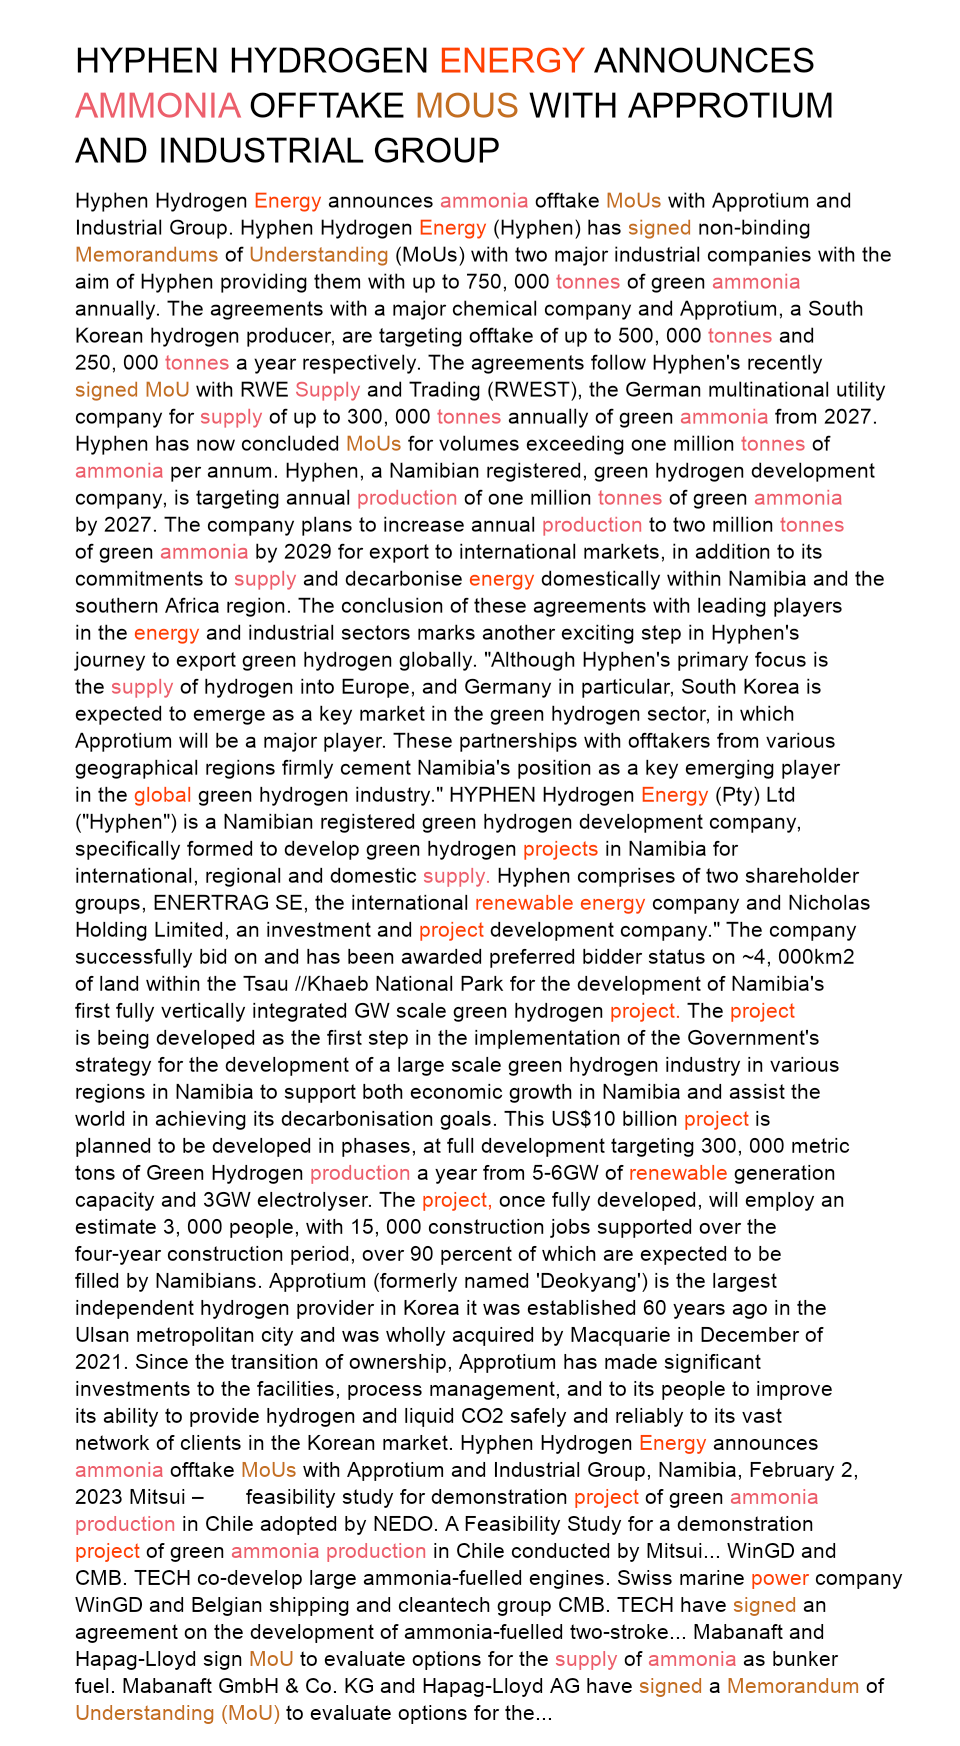 HYPHEN HYDROGEN ENERGY ANNOUNCES
AMMONIA OFFTAKE MOUS WITH APPROTIUM
AND INDUSTRIAL GROUP
Hyphen Hydrogen Energy announces ammonia offtake MoUs with Approtium and
Industrial Group. Hyphen Hydrogen Energy (Hyphen) has signed non-binding
Memorandums of Understanding (MoUs) with two major industrial companies with the
aim of Hyphen providing them with up to 750, 000 tonnes of green ammonia
annually. The agreements with a major chemical company and Approtium, a South
Korean hydrogen producer, are targeting offtake of up to 500, 000 tonnes and
250, 000 tonnes a year respectively. The agreements follow Hyphen's recently
signed MoU with RWE Supply and Trading (RWEST), the German multinational utility
company for supply of up to 300, 000 tonnes annually of green ammonia from 2027.
Hyphen has now concluded MoUs for volumes exceeding one million tonnes of
ammonia per annum. Hyphen, a Namibian registered, green hydrogen development
company, is targeting annual production of one million tonnes of green ammonia
by 2027. The company plans to increase annual production to two million tonnes
of green ammonia by 2029 for export to international markets, in addition to its
commitments to supply and decarbonise energy domestically within Namibia and the
southern Africa region. The conclusion of these agreements with leading players
in the energy and industrial sectors marks another exciting step in Hyphen's
journey to export green hydrogen globally. "Although Hyphen's primary focus is
the supply of hydrogen into Europe, and Germany in particular, South Korea is
expected to emerge as a key market in the green hydrogen sector, in which
Approtium will be a major player. These partnerships with offtakers from various
geographical regions firmly cement Namibia's position as a key emerging player
in the global green hydrogen industry." HYPHEN Hydrogen Energy (Pty) Ltd
("Hyphen") is a Namibian registered green hydrogen development company,
specifically formed to develop green hydrogen projects in Namibia for
international, regional and domestic supply. Hyphen comprises of two shareholder
groups, ENERTRAG SE, the international renewable energy company and Nicholas
Holding Limited, an investment and project development company." The company
successfully bid on and has been awarded preferred bidder status on ~4, 000km2
of land within the Tsau //Khaeb National Park for the development of Namibia's
first fully vertically integrated GW scale green hydrogen project. The project
is being developed as the first step in the implementation of the Government's
strategy for the development of a large scale green hydrogen industry in various
regions in Namibia to support both economic growth in Namibia and assist the
world in achieving its decarbonisation goals. This US$10 billion project is
planned to be developed in phases, at full development targeting 300, 000 metric
tons of Green Hydrogen production a year from 5-6GW of renewable generation
capacity and 3GW electrolyser. The project, once fully developed, will employ an
estimate 3, 000 people, with 15, 000 construction jobs supported over the
four-year construction period, over 90 percent of which are expected to be
filled by Namibians. Approtium (formerly named 'Deokyang') is the largest
independent hydrogen provider in Korea it was established 60 years ago in the
Ulsan metropolitan city and was wholly acquired by Macquarie in December of
2021. Since the transition of ownership, Approtium has made significant
investments to the facilities, process management, and to its people to improve
its ability to provide hydrogen and liquid CO2 safely and reliably to its vast
network of clients in the Korean market. Hyphen Hydrogen Energy announces
ammonia offtake MoUs with Approtium and Industrial Group, Namibia, February 2,
2023 Mitsui – feasibility study for demonstration project of green ammonia
production in Chile adopted by NEDO. A Feasibility Study for a demonstration
project of green ammonia production in Chile conducted by Mitsui... WinGD and
CMB. TECH co-develop large ammonia-fuelled engines. Swiss marine power company
WinGD and Belgian shipping and cleantech group CMB. TECH have signed an
agreement on the development of ammonia-fuelled two-stroke... Mabanaft and
Hapag-Lloyd sign MoU to evaluate options for the supply of ammonia as bunker
fuel. Mabanaft GmbH & Co. KG and Hapag-Lloyd AG have signed a Memorandum of
Understanding (MoU) to evaluate options for the...